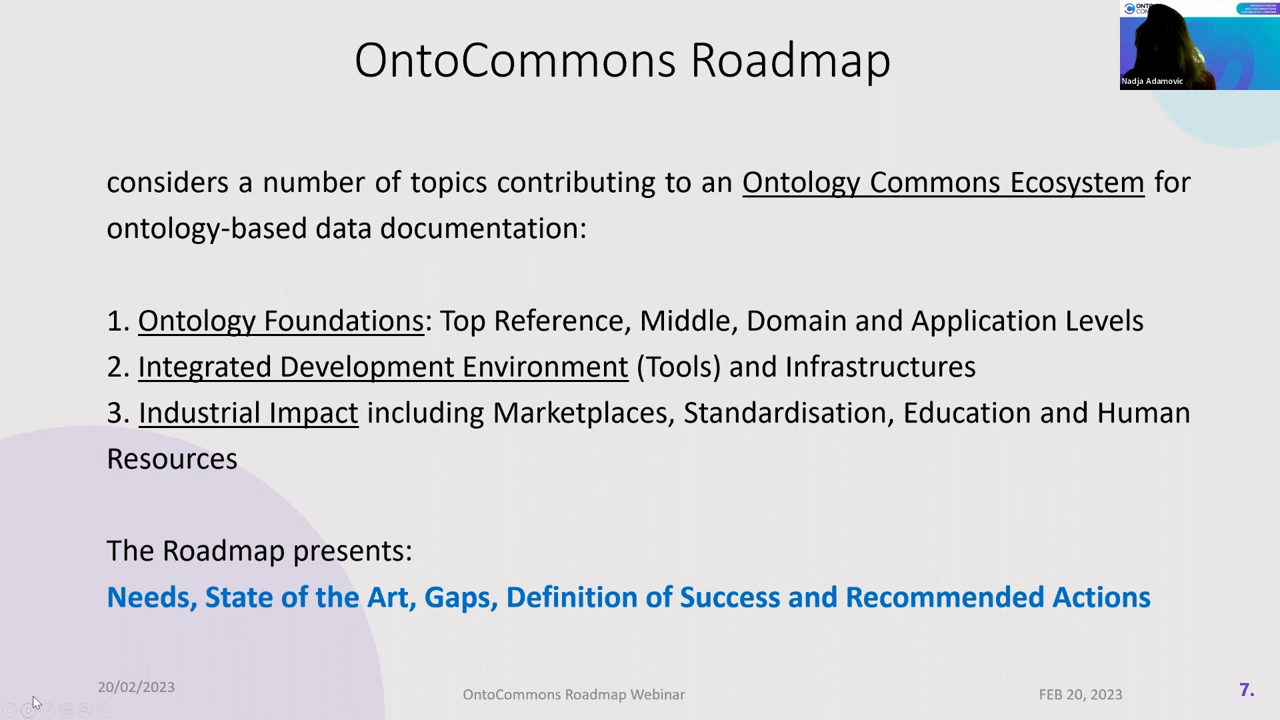 OntoCommons Roadmap
Nadja Adamovic
considers a number of topics contributing to an Ontology Commons Ecosystem for
ontology-based data documentation:
1. Ontology Foundations: Top Reference, Middle, Domain and Application Levels
2. Integrated Development Environment (Tools) and Infrastructures
3. Industrial Impact including Marketplaces, Standardisation, Education and Human
Resources
The Roadmap presents:
Needs, State of the Art, Gaps, Definition of Success and Recommended Actions
20/02/2023
OntoCommons Roadmap Webinar
FEB 20, 2023
7.